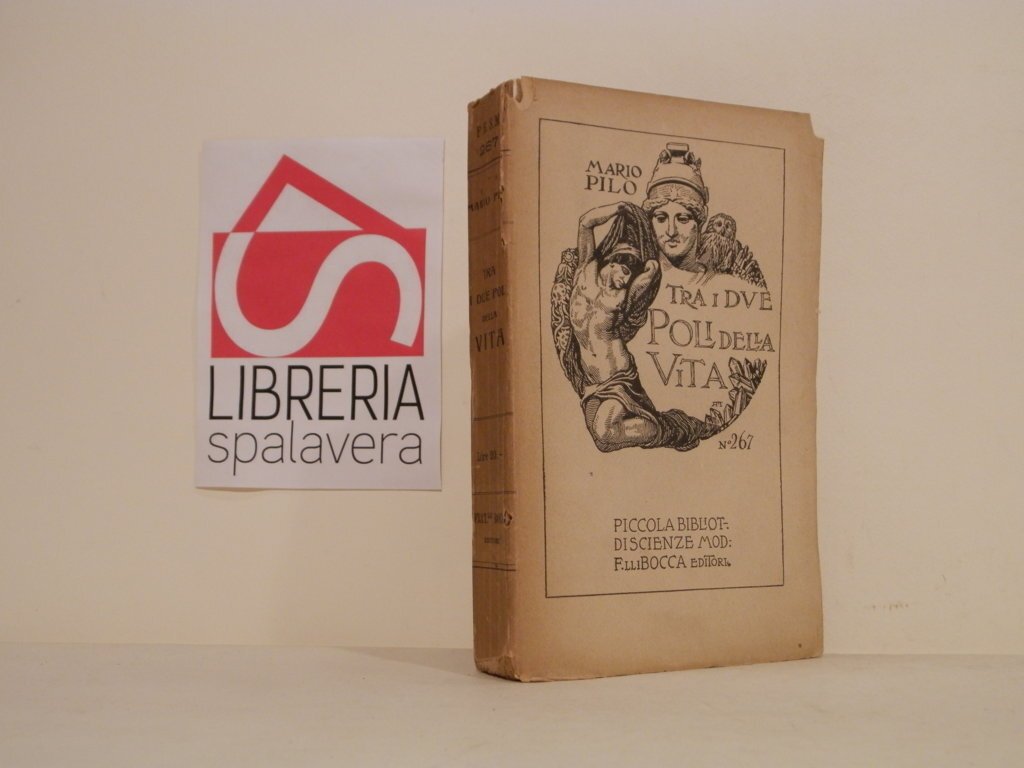 LIBRERIA
spalavera
267
TRA
I DUE POLI
DELLA
VITA
MARIO
PILO
TRA I DVE
POLI DELLA
VITA
Nº267
PICCOLA BIBLIOT-
DI SCIENZE MOD:
F.LLI BOCCA EDITORI.